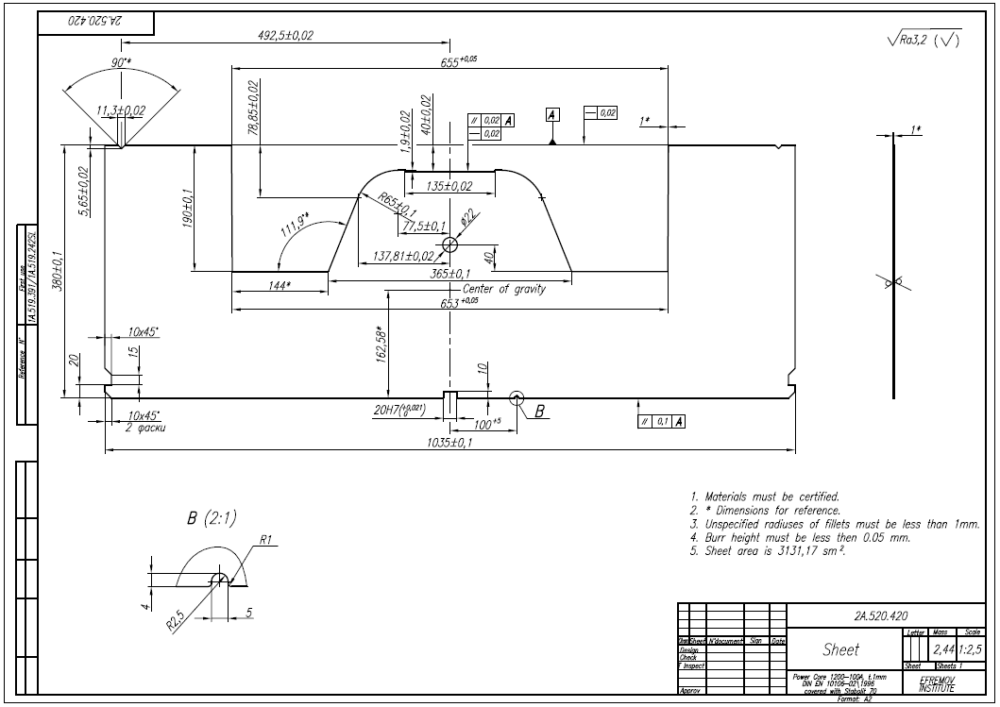 2A.520.420
492,5±0,02
√Ra3,2 (√)
90°*
655+0,05
11,3±0,02
78,85±0,02
1,9±0,02
40±0,02
// 0,02 A
— 0,02
A
— 0,02
1*
1*
5,65±0,02
135±0,02
190±0,1
R65±0,1
111,9°*
77,5±0,1
⌀22
380±0,1
137,81±0,02
40
365±0,1
144*
Center of gravity
653+0,05
First use
1A.519.391/1A.519.242SL
Reference N°
10x45°
15
20
162,58*
10
20H7(+0,021 0)
B
10x45°
2 фаски
100+5
// 0,1 A
1035±0,1
B (2:1)
R1
4
R2,5
5
1. Materials must be certified.
2. * Dimensions for reference.
3. Unspecified radiuses of fillets must be less than 1mm.
4. Burr height must be less then 0.05 mm.
5. Sheet area is 3131,17 sm².
2A.520.420
Letter Mass Scale
Sheet N°document Sign Date
Sheet
2,44 1:2,5
Design
Check
T Inspect
Sheet Sheets 1
Power Core 1200-100A, t.1mm
DIN EN 10106-02\1996
covered with Stabolit 70
EFREMOV
INSTITUTE
Approv
Format: A2